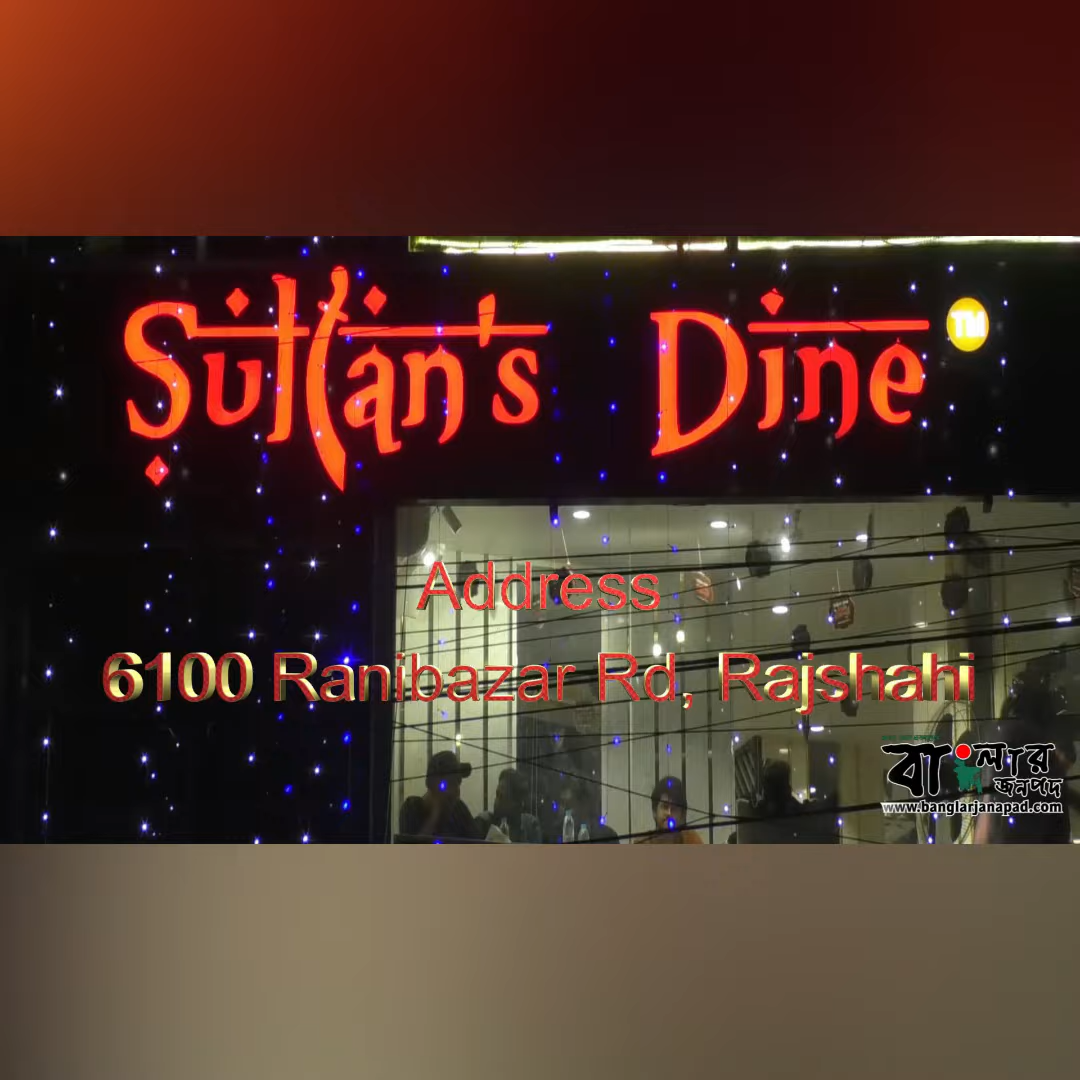 Sultan's Dine TM
Address
6100 Ranibazar Rd, Rajshahi
বাংলার
জনপদ
www.banglarjanapad.com